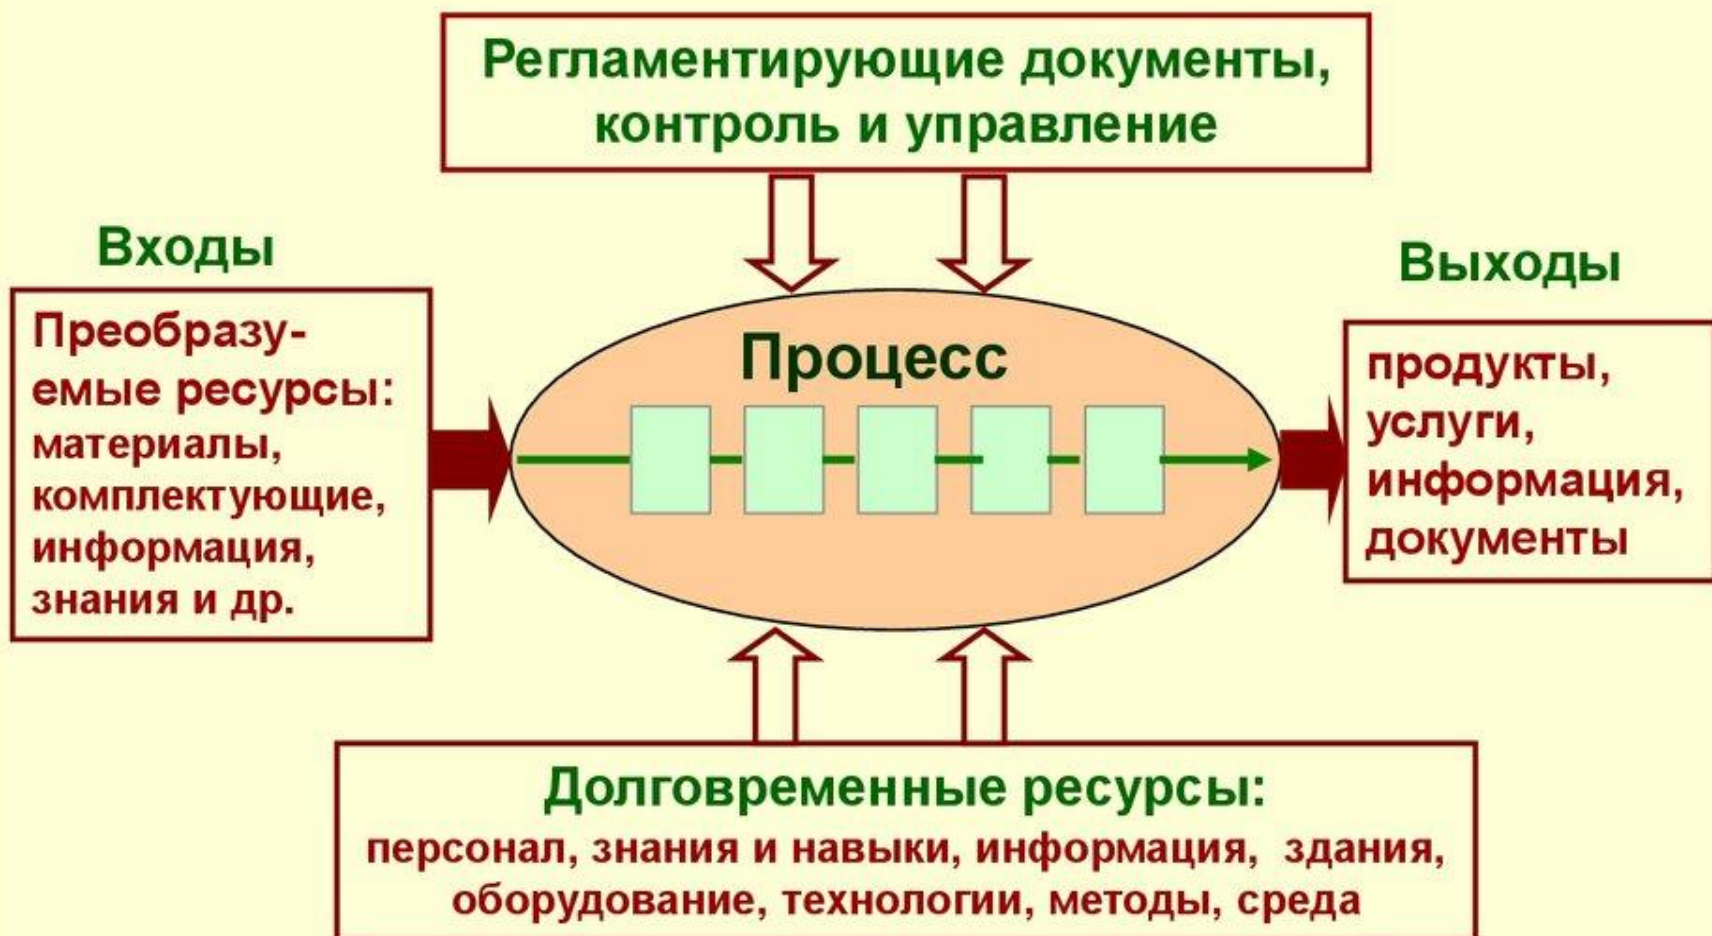 Регламентирующие документы,
контроль и управление
Входы
Преобразу-
емые ресурсы:
материалы,
комплектующие,
информация,
знания и др.
Процесс
Выходы
продукты,
услуги,
информация,
документы
Долговременные ресурсы:
персонал, знания и навыки, информация, здания,
оборудование, технологии, методы, среда